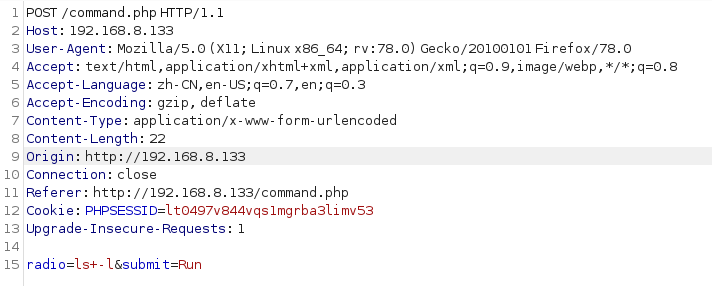 1 POST /command.php HTTP/1.1
2 Host: 192.168.8.133
3 User-Agent: Mozilla/5.0 (X11; Linux x86_64; rv:78.0) Gecko/20100101 Firefox/78.0
4 Accept: text/html,application/xhtml+xml,application/xml;q=0.9,image/webp,*/*;q=0.8
5 Accept-Language: zh-CN,en-US;q=0.7,en;q=0.3
6 Accept-Encoding: gzip, deflate
7 Content-Type: application/x-www-form-urlencoded
8 Content-Length: 22
9 Origin: http://192.168.8.133
10 Connection: close
11 Referer: http://192.168.8.133/command.php
12 Cookie: PHPSESSID=lt0497v844vqs1mgrba3limv53
13 Upgrade-Insecure-Requests: 1
14
15 radio=ls+-l&submit=Run